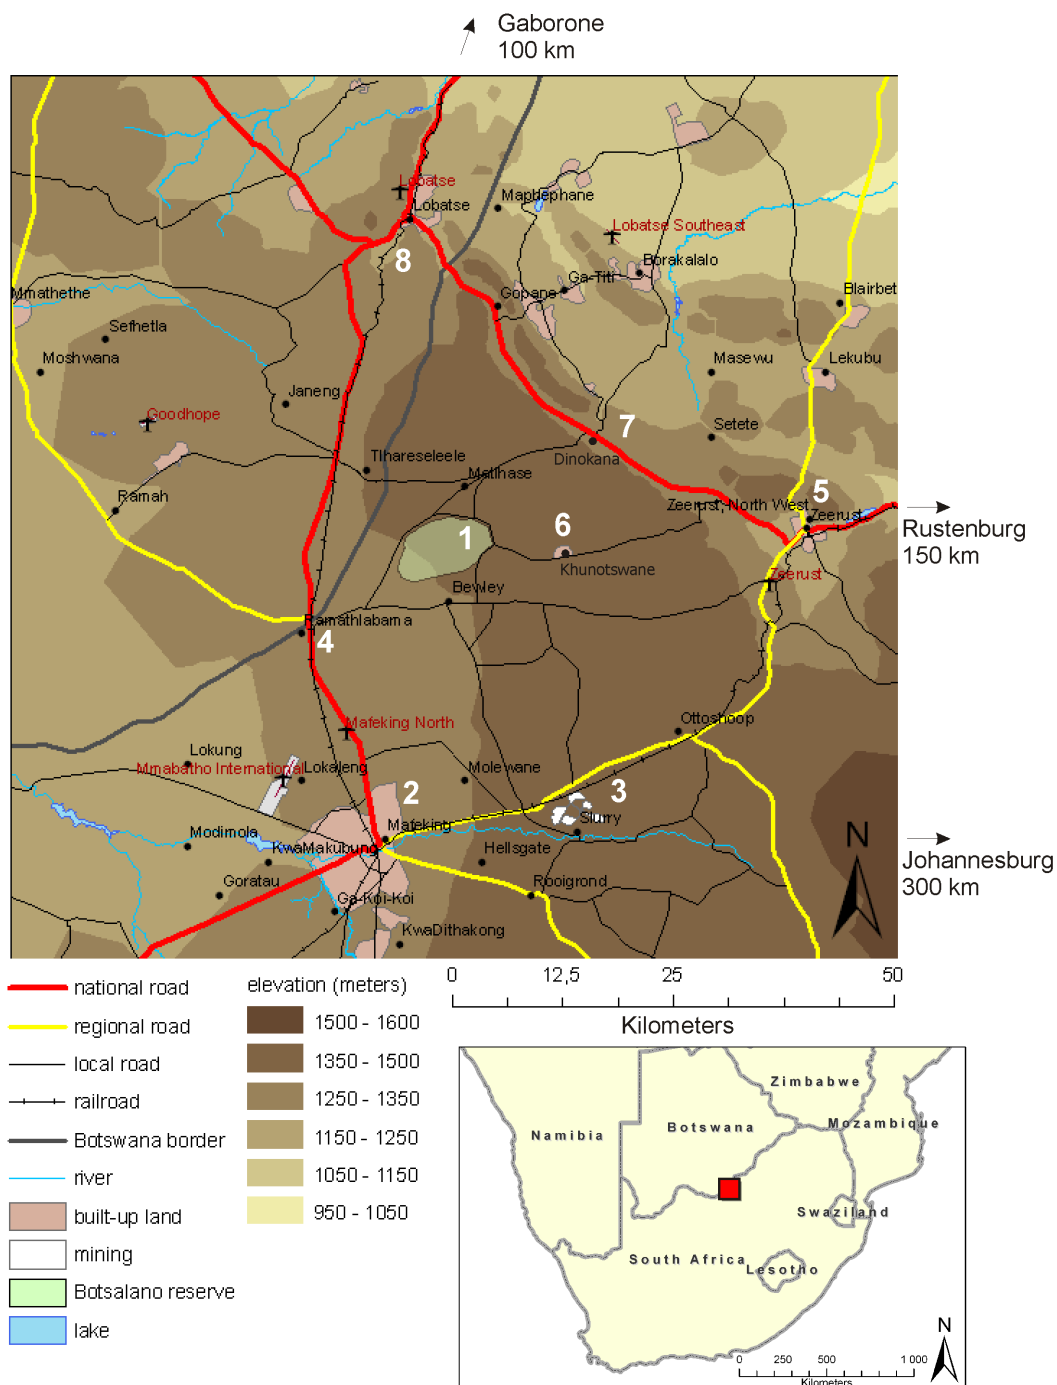 Gaborone
100 km
Lobatse
Lobatse
Maphephane
Lobatse Southeast
8
Borakalalo
Ga-Titi
Mmathethe
Gopane
Blairbet
Sefhetla
Moshwana
Masewu
Lekubu
Janeng
Goodhope
7
Setete
Dinokana
Tlhareseleele
Matlhase
Ramah
Zeerust, North West
5
Zeerust
Rustenburg
150 km
1
6
Khunotswane
Zeerust
Bewley
Ramathlabama
4
Mafeking North
Ottoshoop
Lokung
Mmabatho International
Lokaleng
Molewane
2
3
Slurry
Mafeking
Modimola
KwaMakubung
Hellsgate
N
Johannesburg
300 km
Goratau
Rooigrond
Ga-Koi-Koi
KwaDithakong
national road
regional road
local road
railroad
Botswana border
river
built-up land
mining
Botsalano reserve
lake
elevation (meters)
1500 - 1600
1350 - 1500
1250 - 1350
1150 - 1250
1050 - 1150
950 - 1050
0 12,5 25 50
Kilometers
Zimbabwe
Namibia
Botswana
Mozambique
Swaziland
South Africa
Lesotho
N
0 250 500 1 000
Kilometers